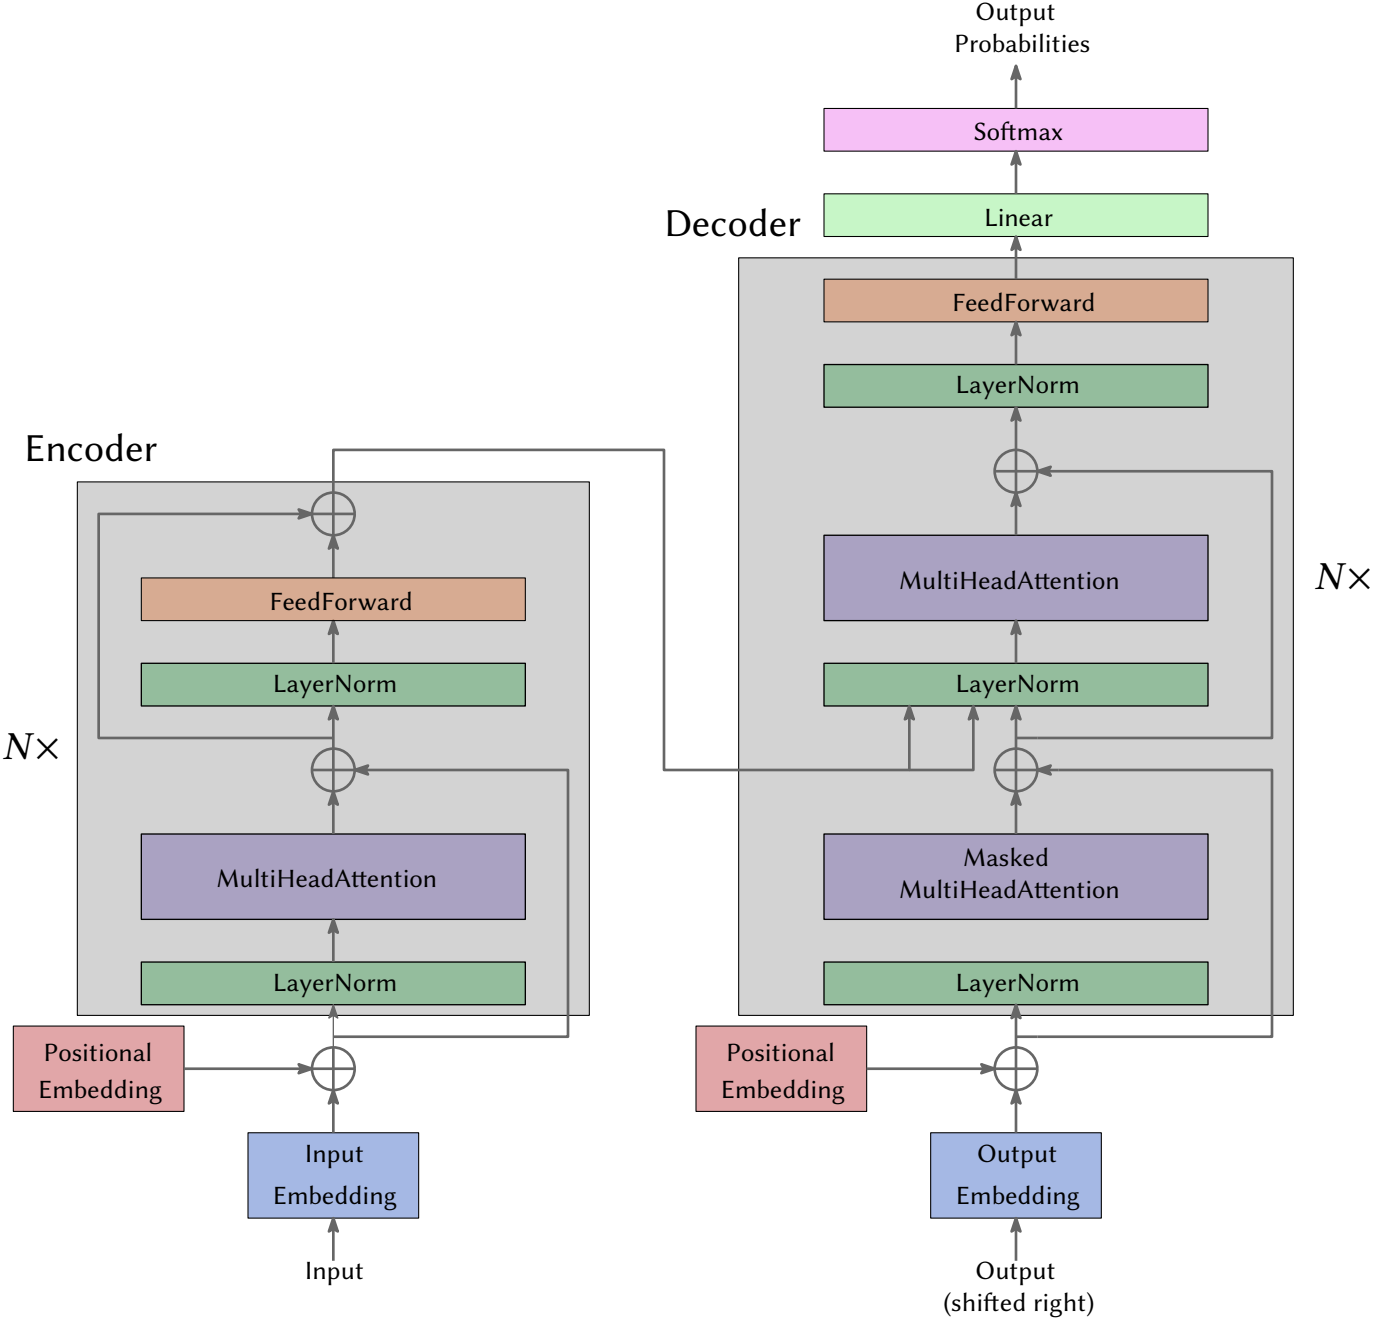 Output
Probabilities
Softmax
Linear
Decoder
FeedForward
LayerNorm
MultiHeadAttention
N×
LayerNorm
Masked
MultiHeadAttention
LayerNorm
Positional
Embedding
Output
Embedding
Output
(shifted right)
Encoder
FeedForward
LayerNorm
N×
MultiHeadAttention
LayerNorm
Positional
Embedding
Input
Embedding
Input